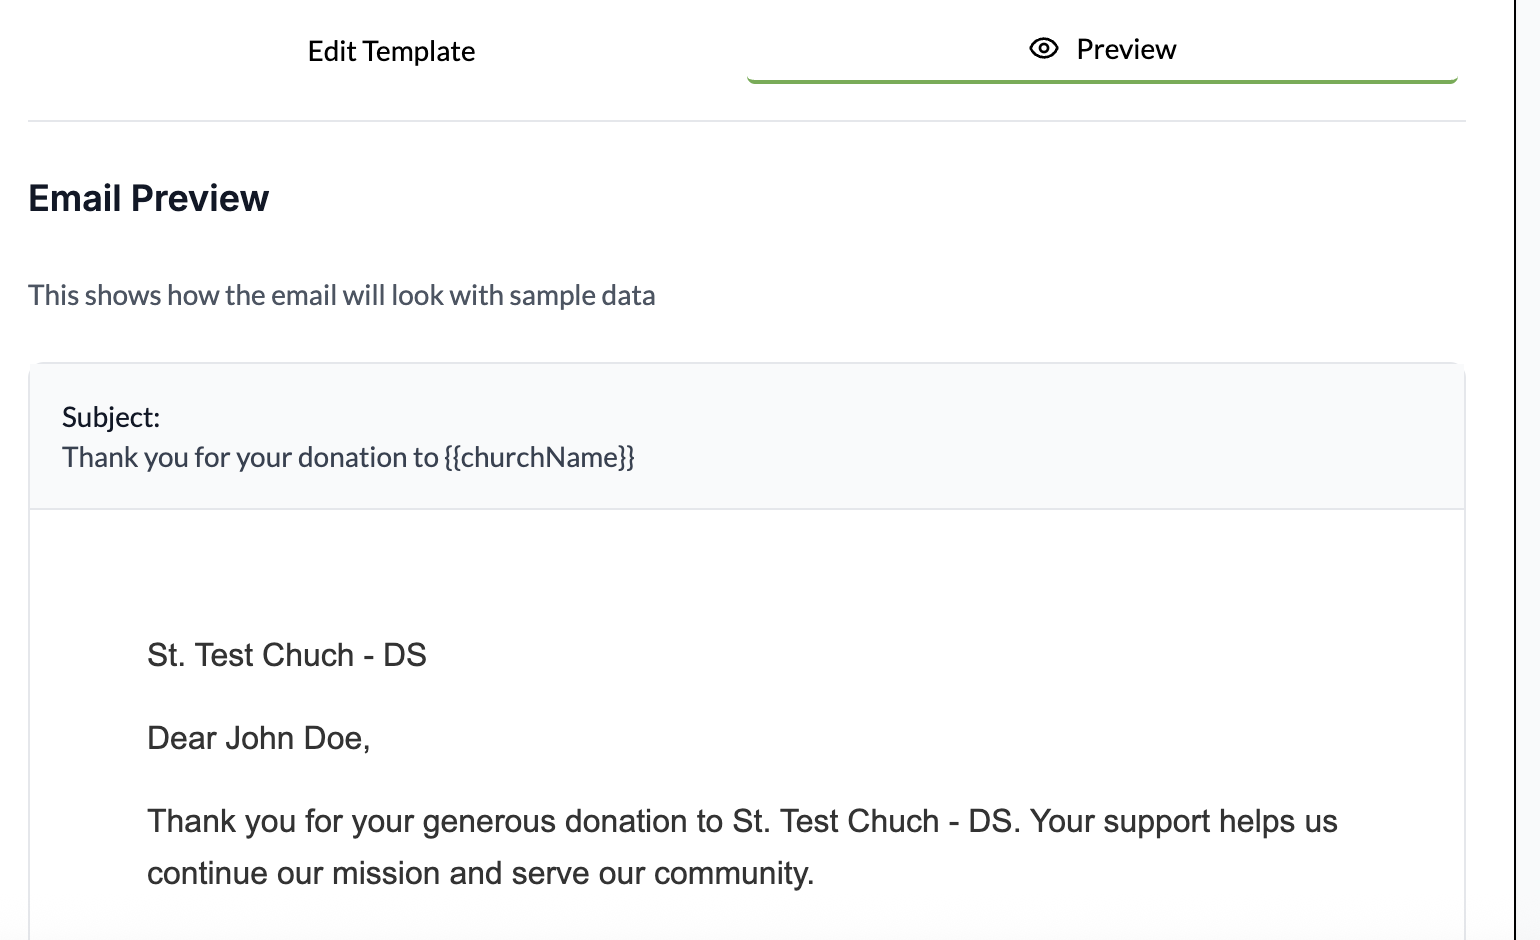 Edit Template
Preview
Email Preview
This shows how the email will look with sample data
Subject:
Thank you for your donation to {{churchName}}
St. Test Chuch - DS
Dear John Doe,
Thank you for your generous donation to St. Test Chuch - DS. Your support helps us
continue our mission and serve our community.